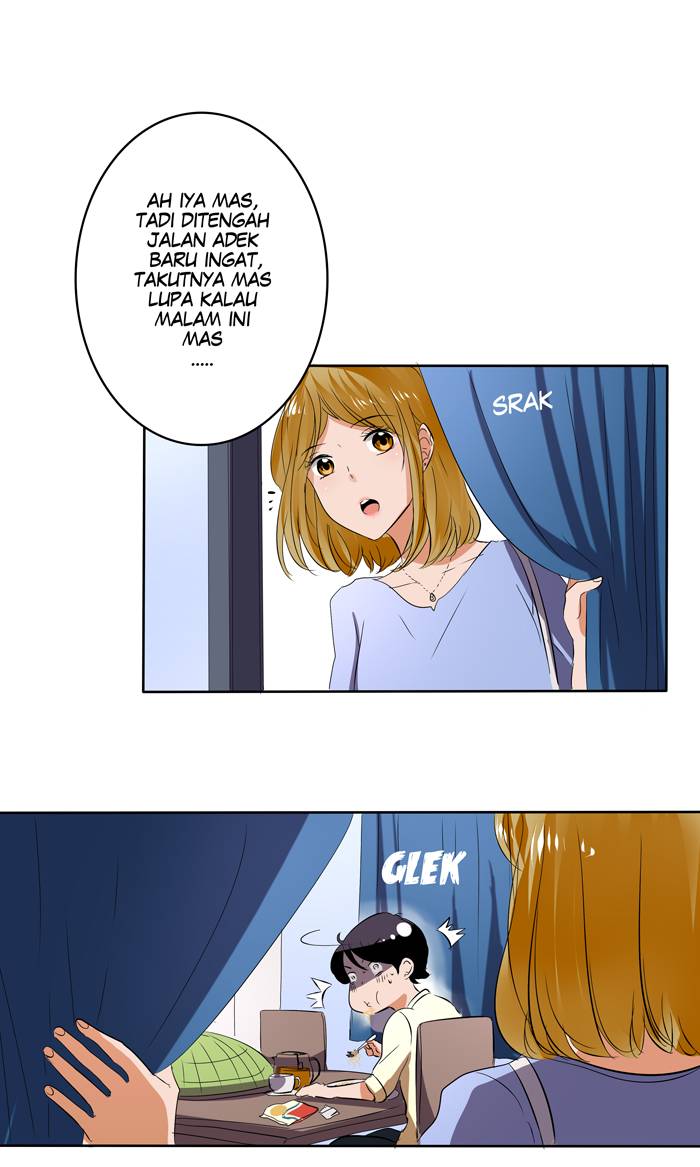 AH IYA MAS,
TADI DITENGAH
JALAN ADEK
BARU INGAT,
TAKUTNYA MAS
LUPA KALAU
MALAM INI
MAS
.....
SRAK
GLEK